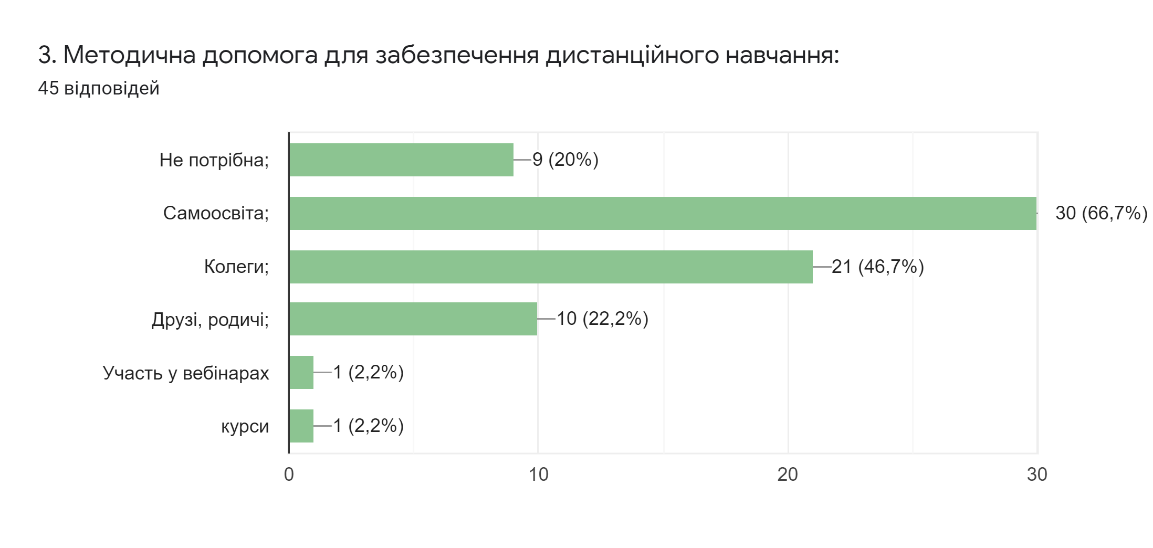 3. Методична допомога для забезпечення дистанційного навчання:
45 відповідей
Не потрібна; 9 (20%)
Самоосвіта; 30 (66,7%)
Колеги; 21 (46,7%)
Друзі, родичі; 10 (22,2%)
Участь у вебінарах 1 (2,2%)
курси 1 (2,2%)
0 10 20 30